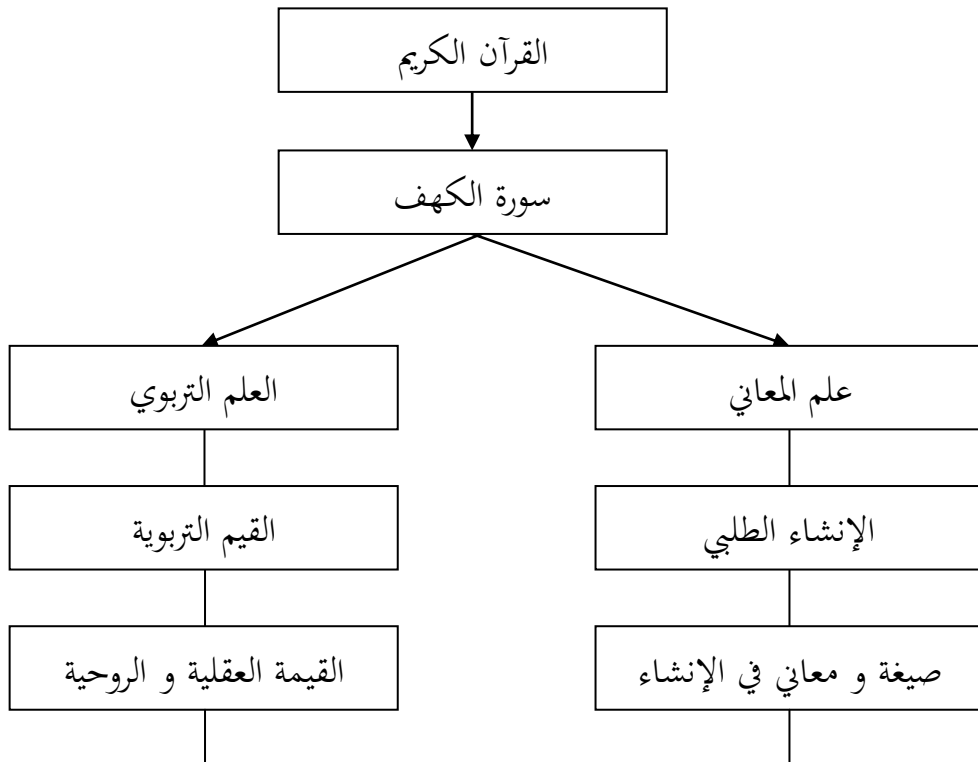 القرآن الكريم
سورة الكهف
علم المعاني
العلم التربوي
الإنشاء الطلبي
القيم التربوية
صيغة و معاني في الإنشاء
القيمة العقلية و الروحية